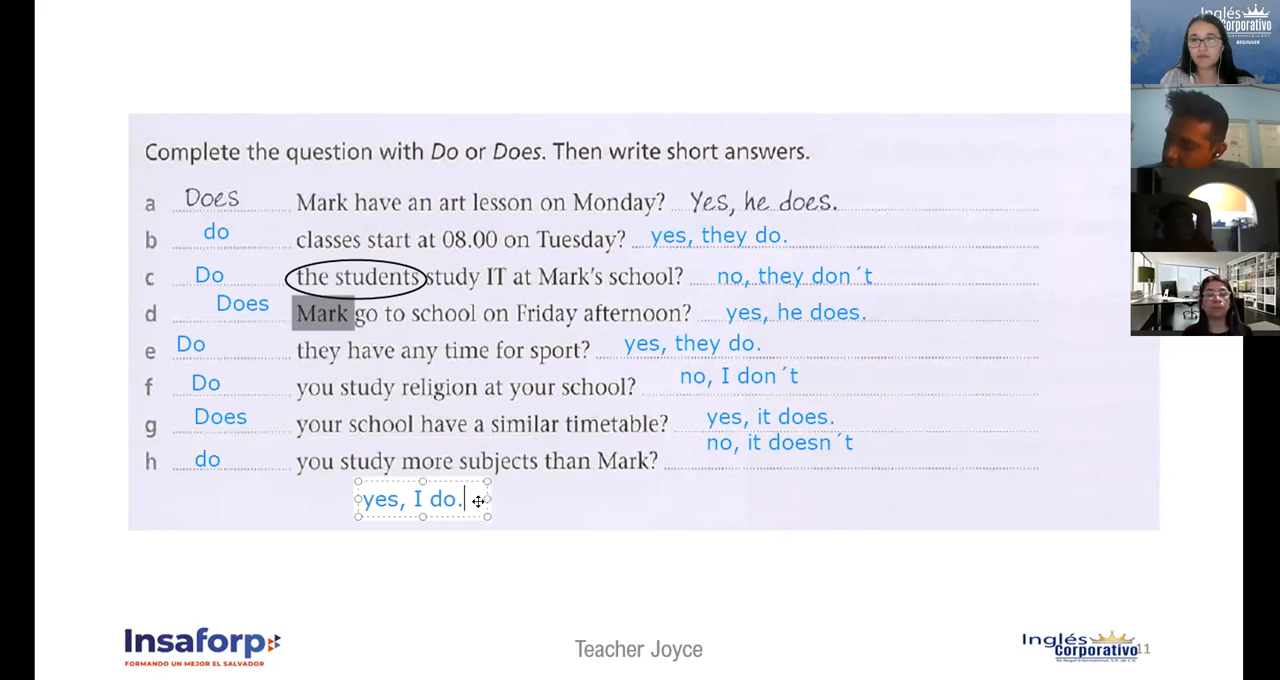 Inglés
Corporativo
BEGINNER
Complete the question with Do or Does. Then write short answers.
a Does Mark have an art lesson on Monday? Yes, he does.
b do classes start at 08.00 on Tuesday? yes, they do.
c Do the students study IT at Mark's school? no, they don´t
d Does Mark go to school on Friday afternoon? yes, he does.
e Do they have any time for sport? yes, they do.
f Do you study religion at your school? no, I don´t
g Does your school have a similar timetable? yes, it does.
no, it doesn´t
h do you study more subjects than Mark?
yes, I do.
Insaforp
FORMANDO UN MEJOR EL SALVADOR
Teacher Joyce
Inglés
Corporativo
11